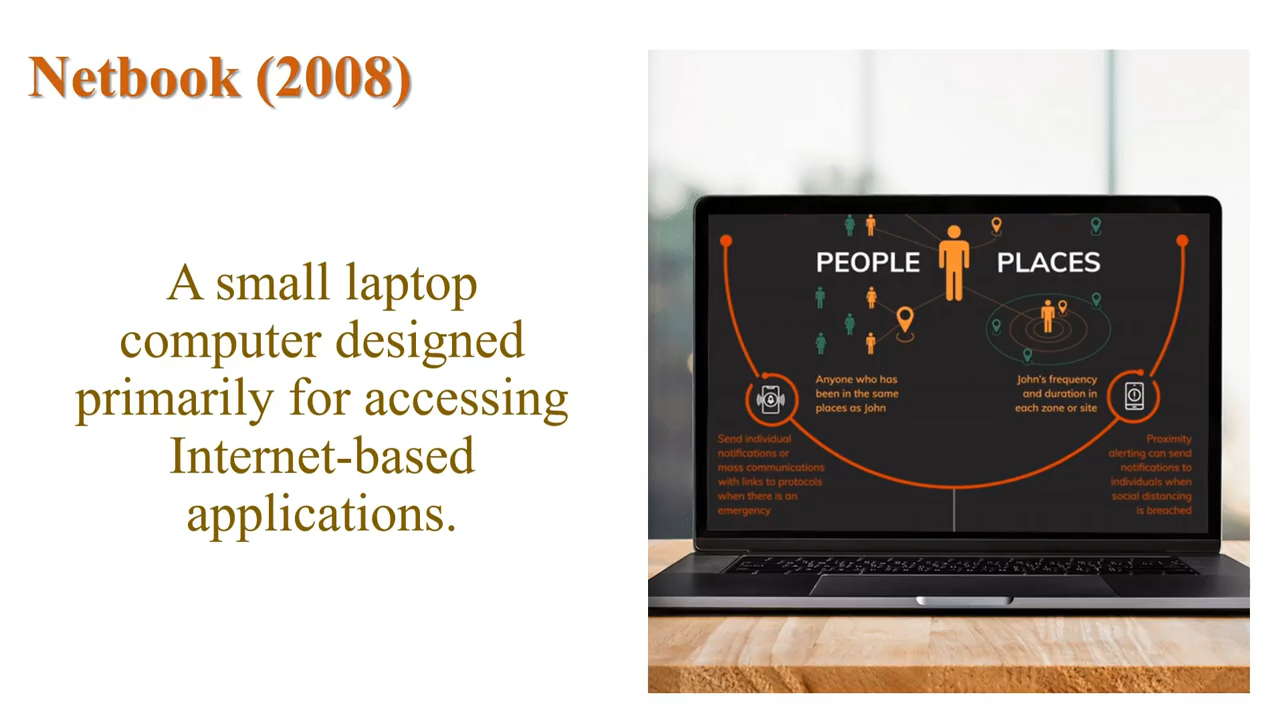 Netbook (2008)
A small laptop
computer designed
primarily for accessing
Internet-based
applications.
PEOPLE
PLACES
Anyone who has
been in the same
places as John
John's frequency
and duration in
each zone or site
Send individual
notifications or
mass communications
with links to protocols
when there is an
emergency
Proximity
alerting can send
notifications to
individuals when
social distancing
is breached